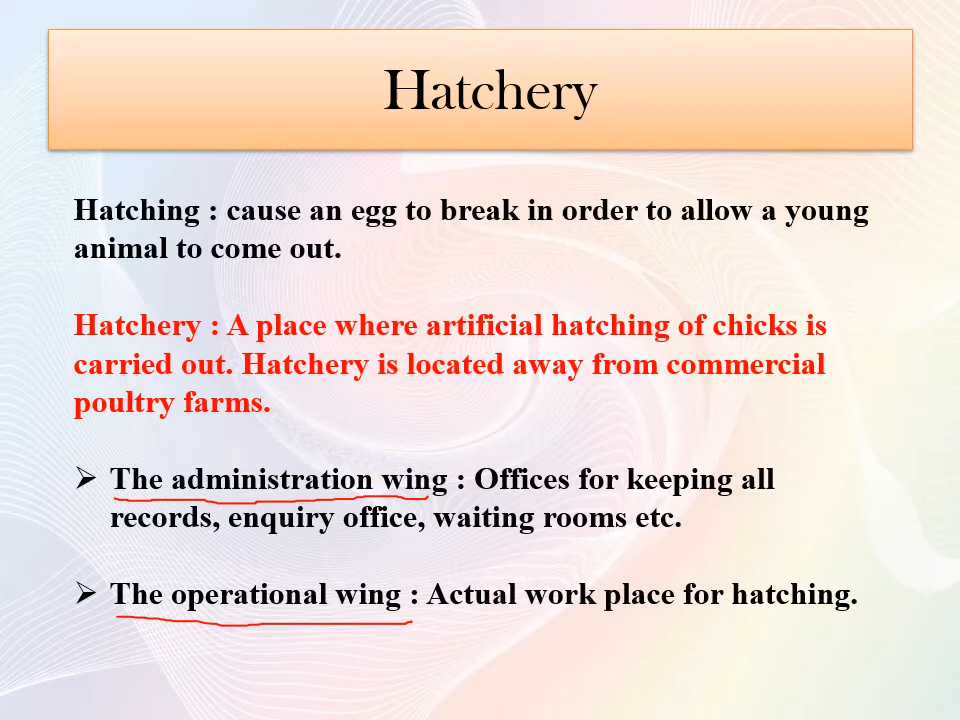 Hatchery
Hatching : cause an egg to break in order to allow a young
animal to come out.
Hatchery : A place where artificial hatching of chicks is
carried out. Hatchery is located away from commercial
poultry farms.
➢ The administration wing : Offices for keeping all
records, enquiry office, waiting rooms etc.
➢ The operational wing : Actual work place for hatching.